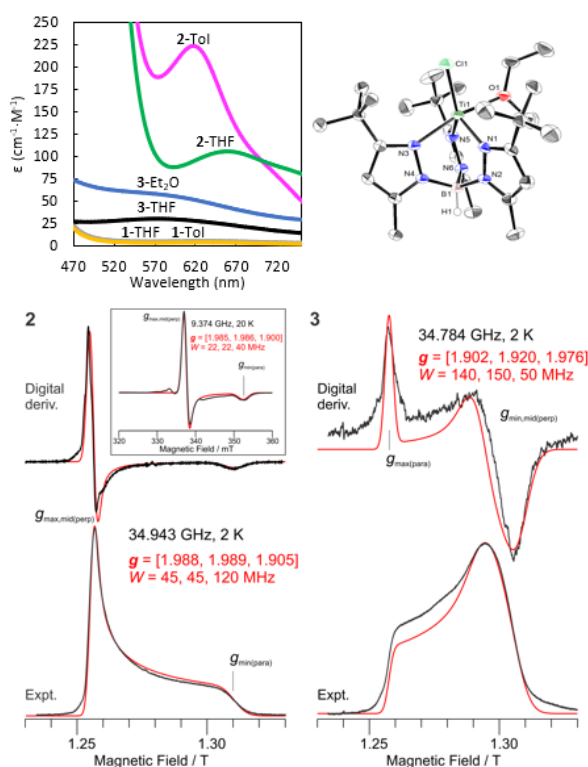 ε (cm⁻¹·M⁻¹)
250
225
200
175
150
125
100
75
50
25
0
2-Tol
2-THF
3-Et₂O
3-THF
1-THF 1-Tol
470 520 570 620 670 720
Wavelength (nm)
Cl1
Ti1
O1
N5
N3
N1
N6
N4
N2
B1
H1
2
Digital
deriv.
g_max,mid(perp)
9.374 GHz, 20 K
g = [1.985, 1.986, 1.900]
W = 22, 22, 40 MHz
g_min(para)
320 340 360
Magnetic Field / mT
g_max,mid(perp)
34.943 GHz, 2 K
g = [1.988, 1.989, 1.905]
W = 45, 45, 120 MHz
g_min(para)
Expt.
1.25 1.30
Magnetic Field / T
3
34.784 GHz, 2 K
g = [1.902, 1.920, 1.976]
W = 140, 150, 50 MHz
Digital
deriv.
g_min,mid(perp)
g_max(para)
Expt.
1.25 1.30
Magnetic Field / T